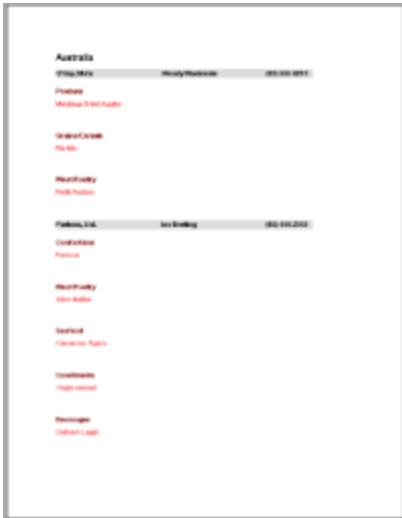 Australia
G'day, Mate Wendy Mackenzie
Produce
Manjimup Dried Apples
Grains/Cereals
Filo Mix
Meat/Poultry
Perth Pasties
Pavlova, Ltd. Ian Devling
Confections
Pavlova
Meat/Poultry
Alice Mutton
Seafood
Carnarvon Tigers
Condiments
Vegie-spread
Beverages
Outback Lager